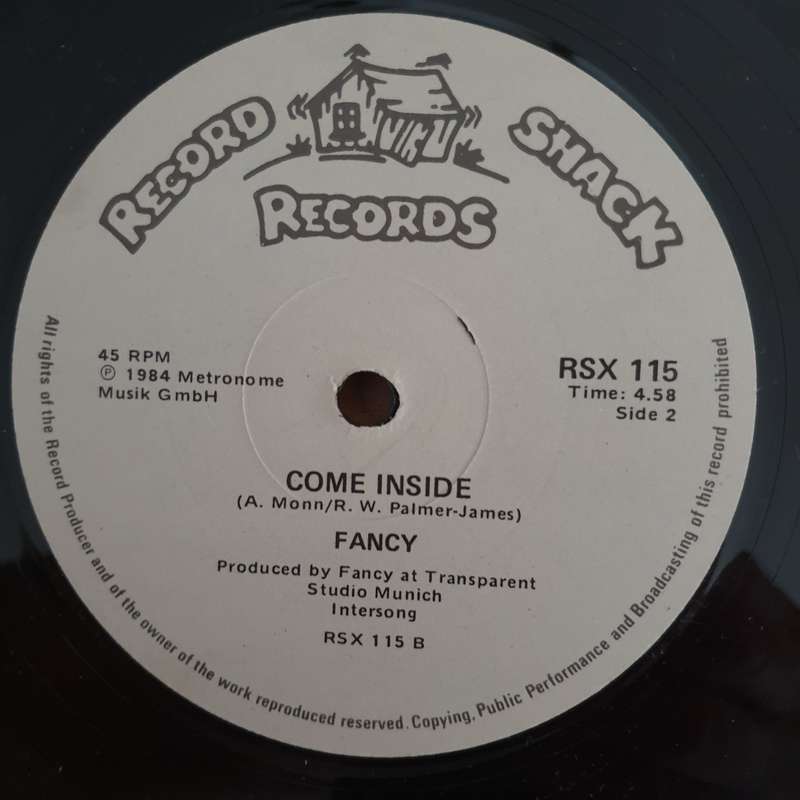 RECORD SHACK
RECORDS
45 RPM
Ⓟ 1984 Metronome
Musik GmbH
RSX 115
Time: 4.58
Side 2
COME INSIDE
(A. Monn/R. W. Palmer-James)
FANCY
Produced by Fancy at Transparent
Studio Munich
Intersong
RSX 115 B
All rights of the Record Producer and of the owner of the work reproduced reserved. Copying, Public Performance and Broadcasting of this record prohibited